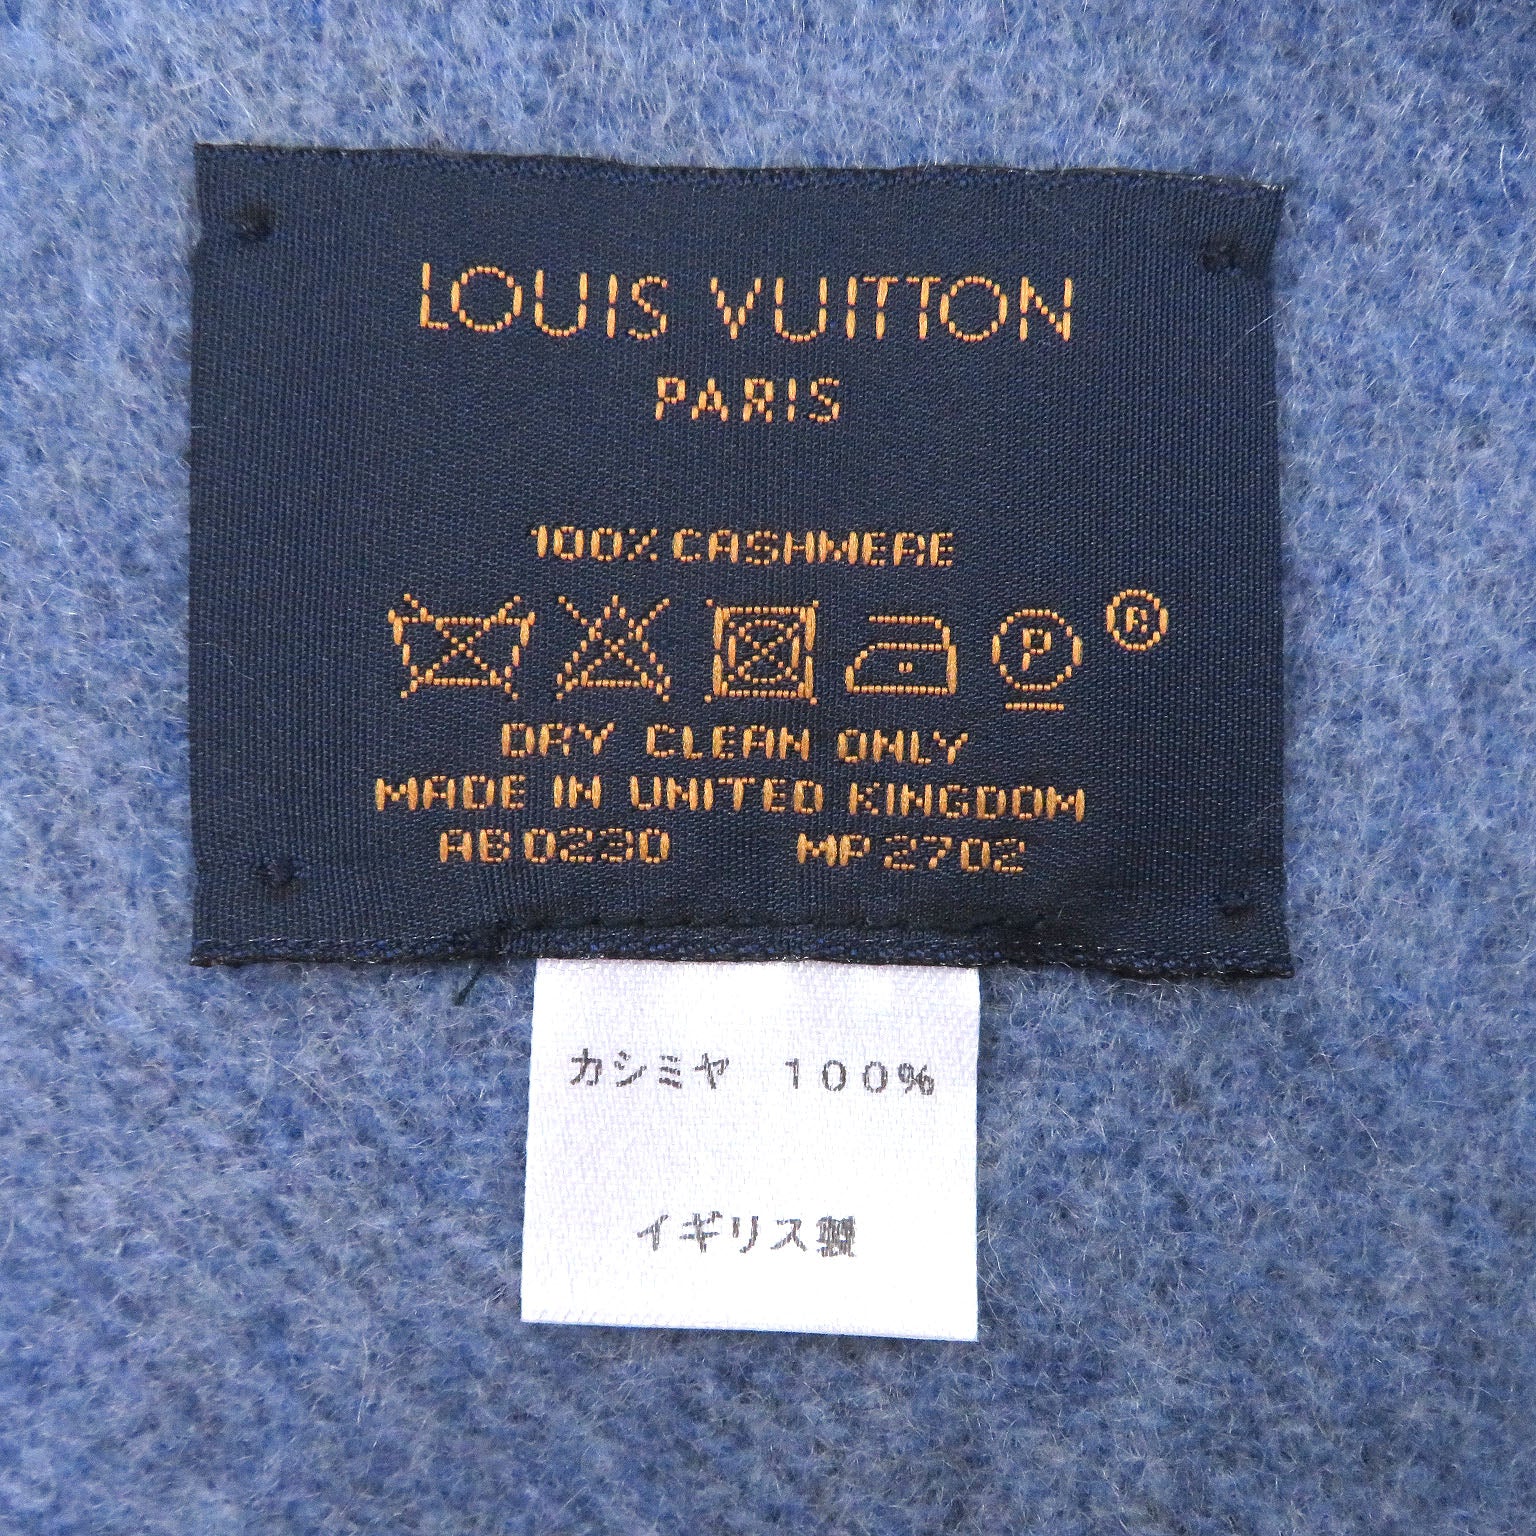 LOUIS VUITTON
PARIS
100% CASHMERE
P ®
DRY CLEAN ONLY
MADE IN UNITED KINGDOM
AB0230 MP2702
カシミヤ 100%
イギリス製